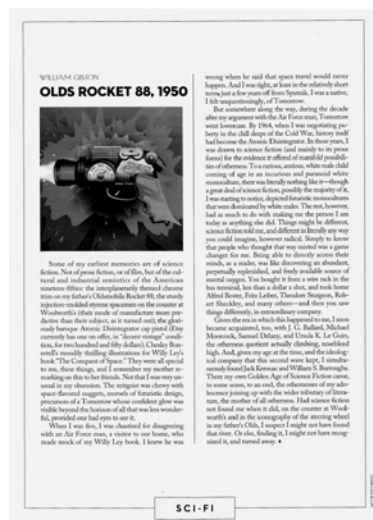 WILLIAM GIBSON
OLDS ROCKET 88, 1950
Some of my earliest memories are of science
fiction. Not of prose fiction, or of film, but of the cul-
tural and industrial semiotics of the American
nineteen-fifties: the interplanetarily themed chrome
trim on my father's Oldsmobile Rocket 88; the sturdy
injection-molded styrene spacemen on the counter at
Woolworth's (their mode of manufacture more pre-
dictive than their subject, as it turned out); the glori-
ously baroque Atomic Disintegrator cap pistol (Etsy
currently has one on offer, in "decent vintage" condi-
tion, for two hundred and fifty dollars); Chesley Bon-
estell's moodily thrilling illustrations for Willy Ley's
book "The Conquest of Space." They were all special
to me, these things, and I remember my mother re-
marking on this to her friends. Not that I was very un-
usual in my obsession. The zeitgeist was chewy with
space-flavored nuggets, morsels of futuristic design,
precursors of a Tomorrow whose confident glow was
visible beyond the horizon of all that was less wonder-
ful, provided one had eyes to see it.
When I was five, I was chastised for disagreeing
with an Air Force man, a visitor to our home, who
made mock of my Willy Ley book. I knew he was
wrong when he said that space travel would never
happen. And I was right, at least in the relatively short
term, just a few years off from Sputnik. I was a native,
I felt unquestioningly, of Tomorrow.
But somewhere along the way, during the decade
after my argument with the Air Force man, Tomorrow
went lowercase. By 1964, when I was negotiating pu-
berty in the chill deeps of the Cold War, history itself
had become the Atomic Disintegrator. In those years, I
was drawn to science fiction (and mainly to its prose
form) for the evidence it offered of manifold possibili-
ties of otherness. To a curious, anxious, white male child
coming of age in an incurious and paranoid white
monoculture, there was literally nothing like it—though
a great deal of science fiction, possibly the majority of it,
I was starting to notice, depicted futuristic monocultures
that were dominated by white males. The rest, however,
had as much to do with making me the person I am
today as anything else did. Things might be different,
science fiction told me, and different in literally any way
you could imagine, however radical. Simply to know
that people who thought that way existed was a game
changer for me. Being able to directly access their
minds, as a reader, was like discovering an abundant,
perpetually replenished, and freely available source of
mental oxygen. You bought it from a wire rack in the
bus terminal, less than a dollar a shot, and took home
Alfred Bester, Fritz Leiber, Theodore Sturgeon, Rob-
ert Sheckley, and many others—and then you saw
things differently, in extraordinary company.
Given the era in which this happened to me, I soon
became acquainted, too, with J. G. Ballard, Michael
Moorcock, Samuel Delany, and Ursula K. Le Guin,
the otherness quotient actually climbing, nosebleed
high. And, given my age at the time, and the ideolog-
ical company that this second wave kept, I simulta-
neously found Jack Kerouac and William S. Burroughs.
There my own Golden Age of Science Fiction came,
in some sense, to an end, the othernesses of my ado-
lescence joining up with the wider tributary of litera-
ture, the mother of all otherness. Had science fiction
not found me when it did, on the counter at Wool-
worth's and in the iconography of the steering wheel
in my father's Olds, I suspect I might not have found
that river. Or else, finding it, I might not have recog-
nized it, and turned away. ♦
SCI-FI